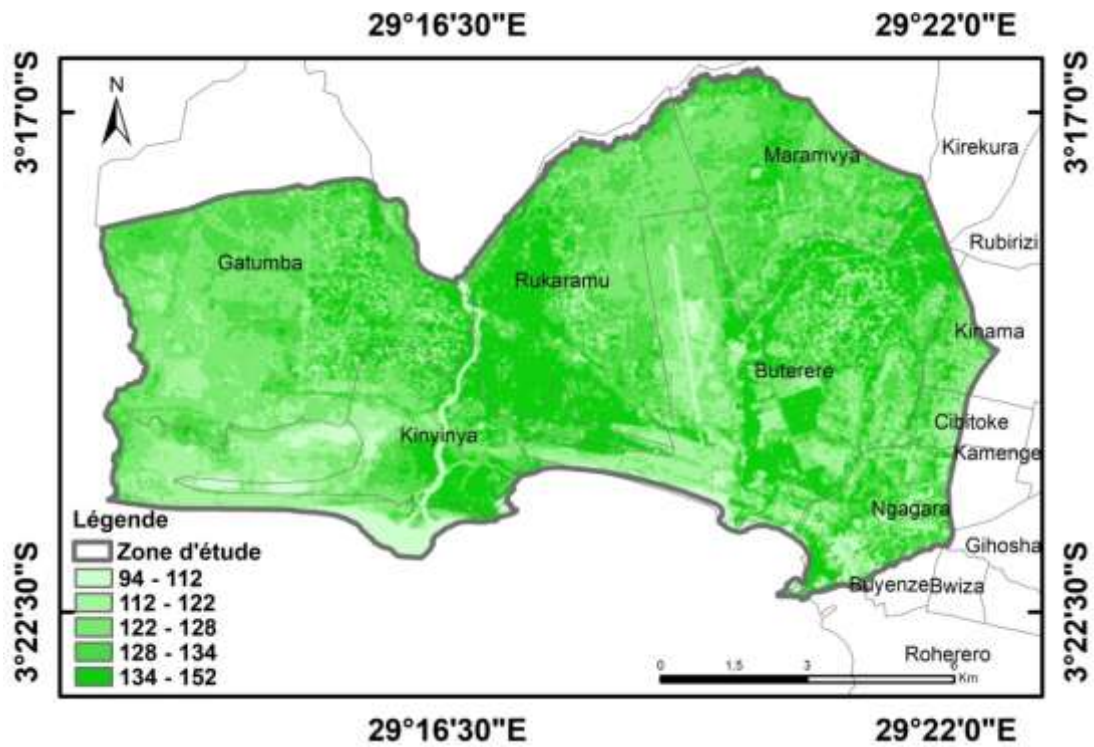 29°16'30"E
29°22'0"E
3°17'0"S
3°17'0"S
N
Kirekura
Maramvya
Rubirizi
Gatumba
Rukaramu
Kinama
Buterere
Cibitoke
Kinyinya
Kamenge
Ngagara
Gihosha
Légende
Zone d'étude
94 - 112
112 - 122
122 - 128
128 - 134
134 - 152
Buyenze
Bwiza
Roherero
0 1,5 3 6
Km
3°22'30"S
3°22'30"S
29°16'30"E
29°22'0"E